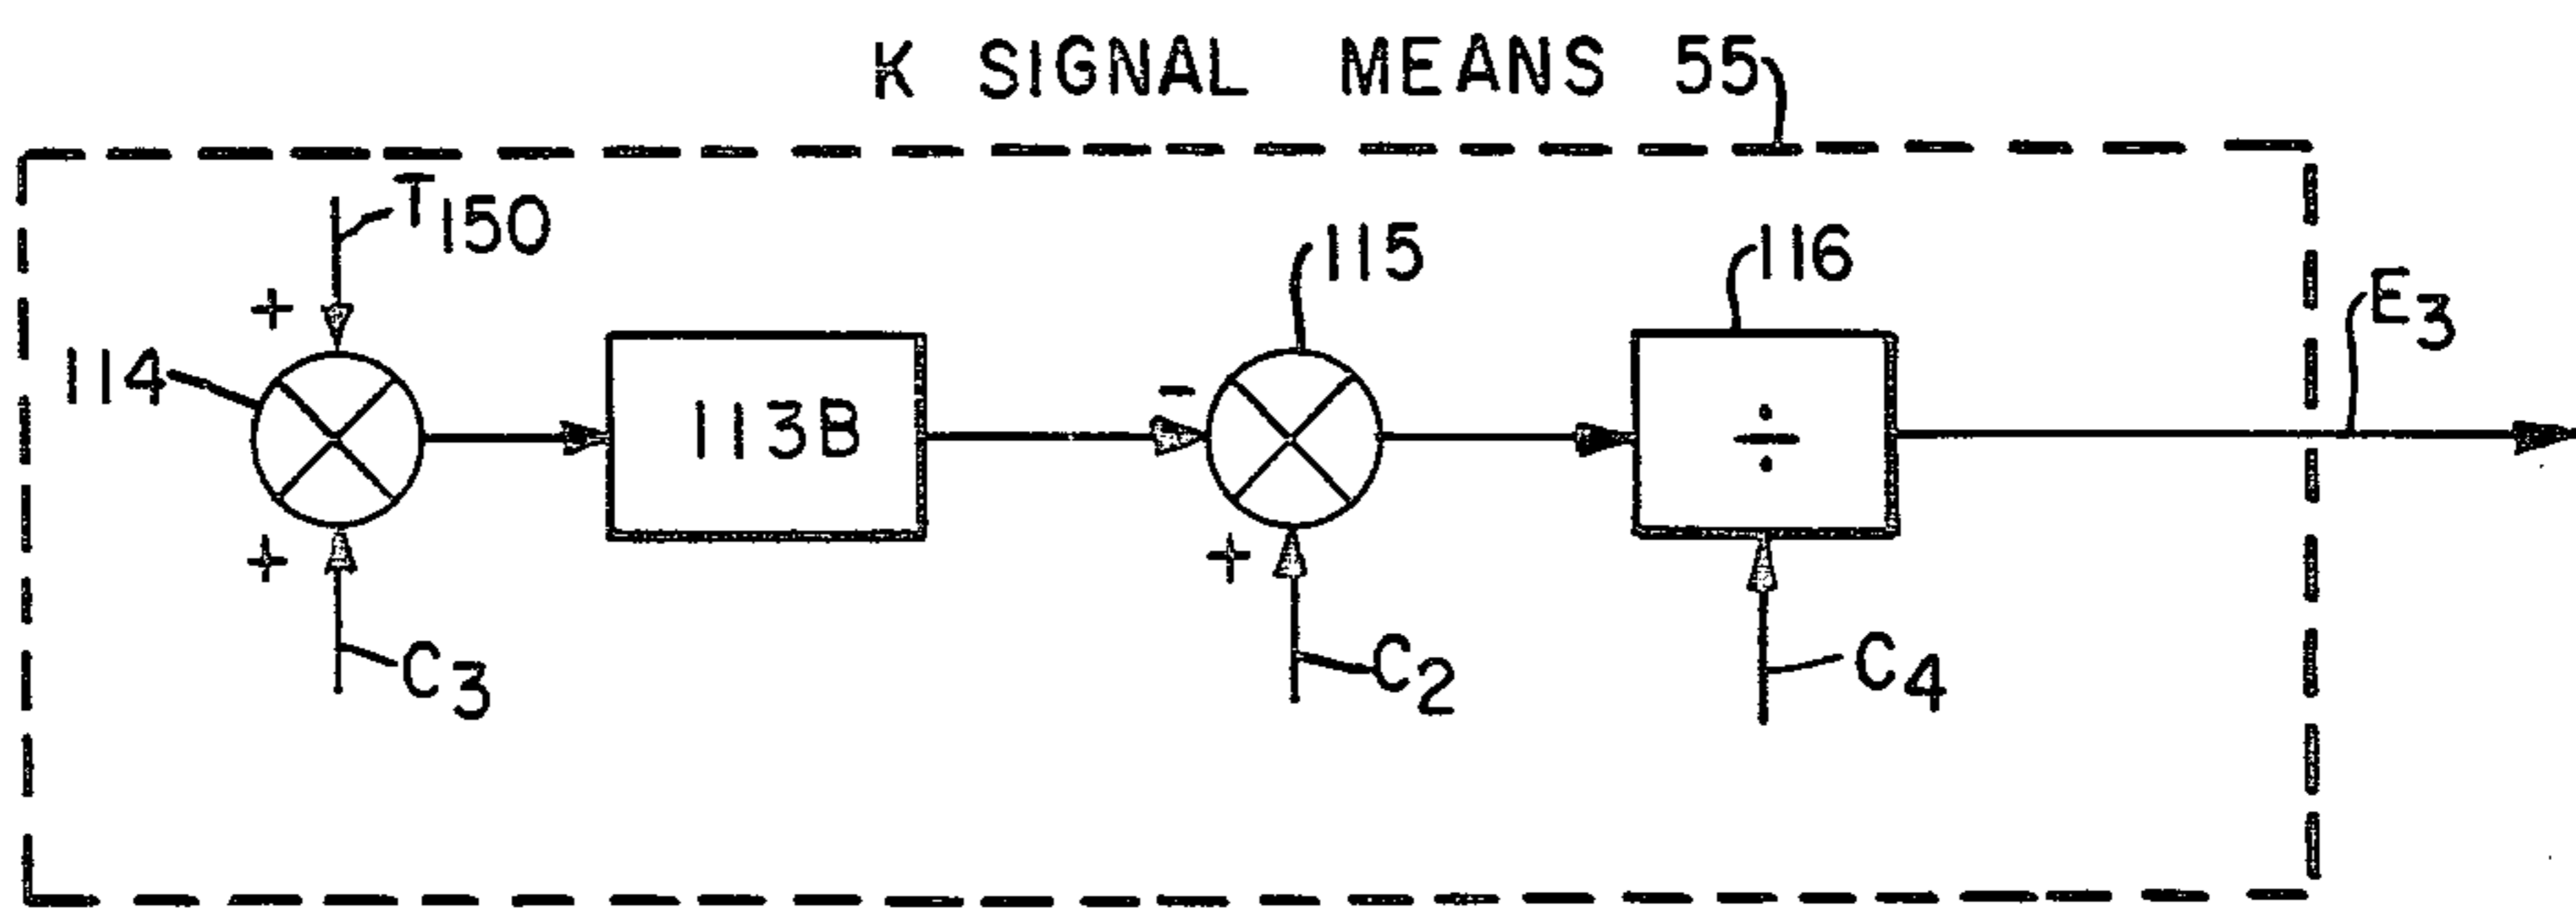 K SIGNAL MEANS 55
T150
+
114
+
C3
113B
-
115
+
C2
116
÷
C4
E3